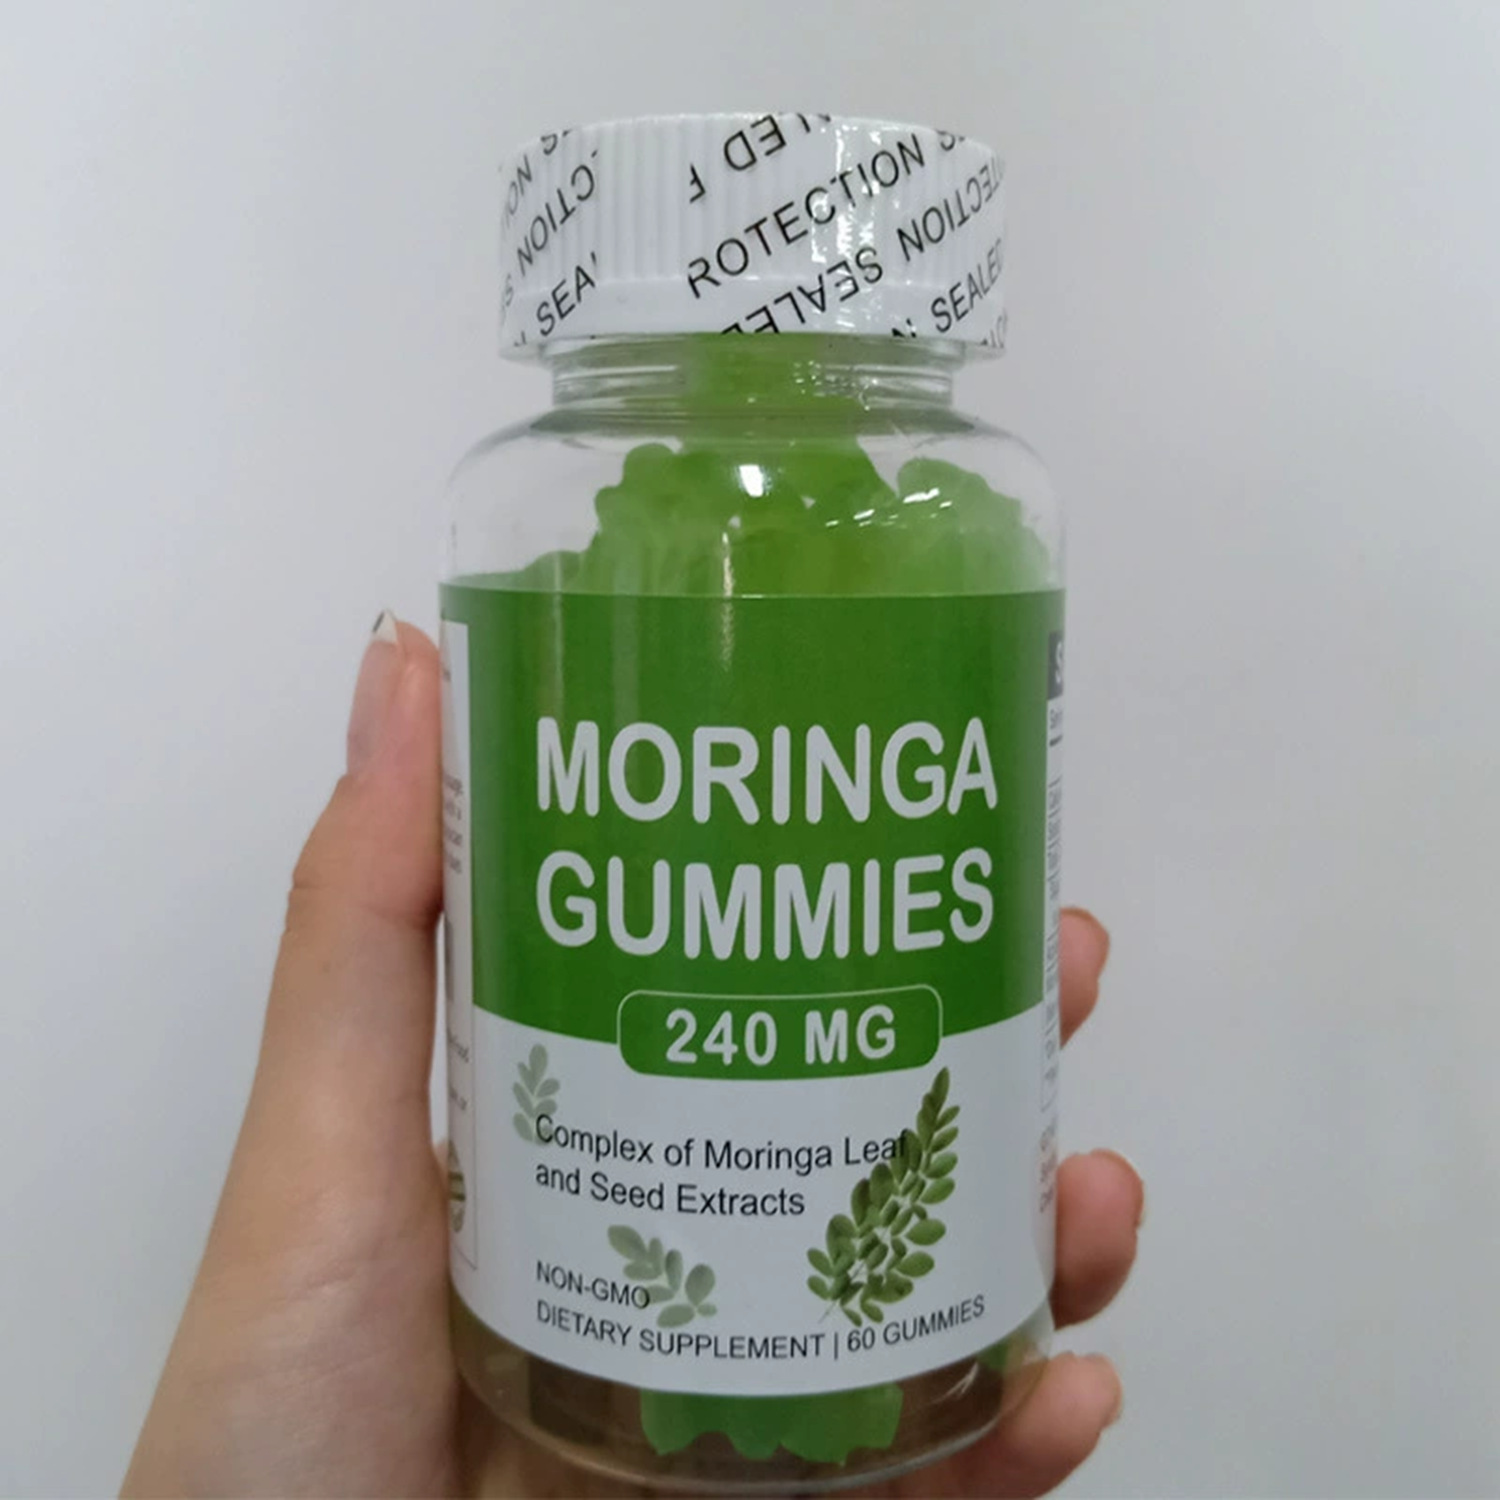 ROTECTION
SEALED
SEALED
MORINGA
GUMMIES
240 MG
Complex of Moringa Leaf
and Seed Extracts
NON-GMO
DIETARY SUPPLEMENT | 60 GUMMIES